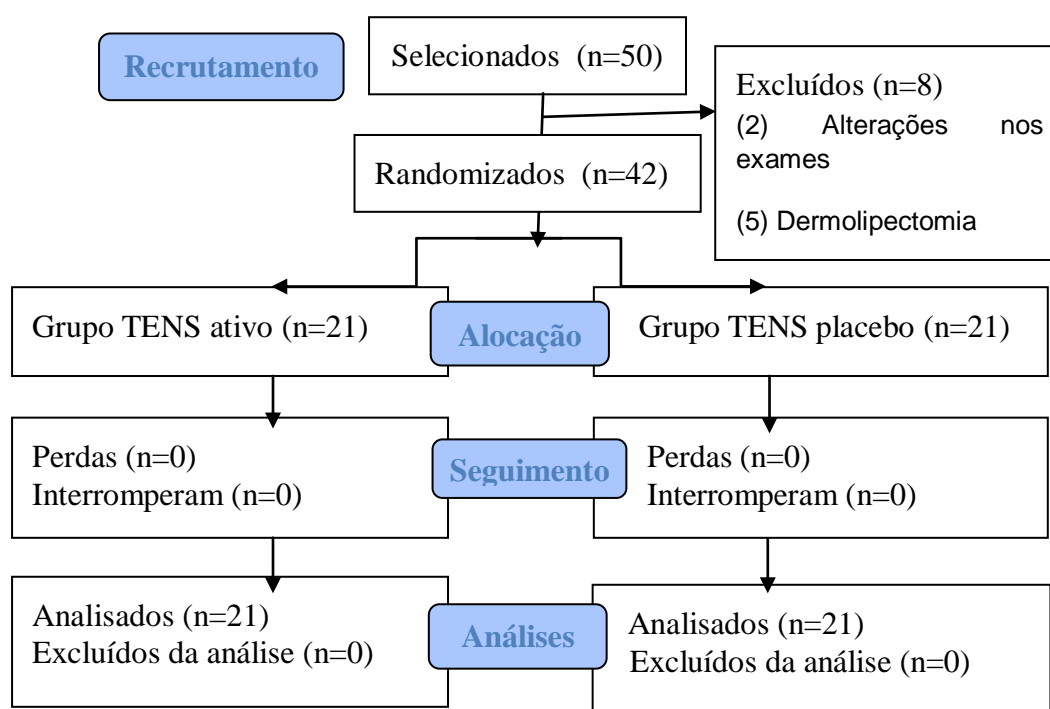 Recrutamento
Selecionados (n=50)
Excluídos (n=8)
(2) Alterações nos
exames
(5) Dermolipectomia
Randomizados (n=42)
Grupo TENS ativo (n=21)
Alocação
Grupo TENS placebo (n=21)
Perdas (n=0)
Interromperam (n=0)
Seguimento
Perdas (n=0)
Interromperam (n=0)
Analisados (n=21)
Excluídos da análise (n=0)
Análises
Analisados (n=21)
Excluídos da análise (n=0)